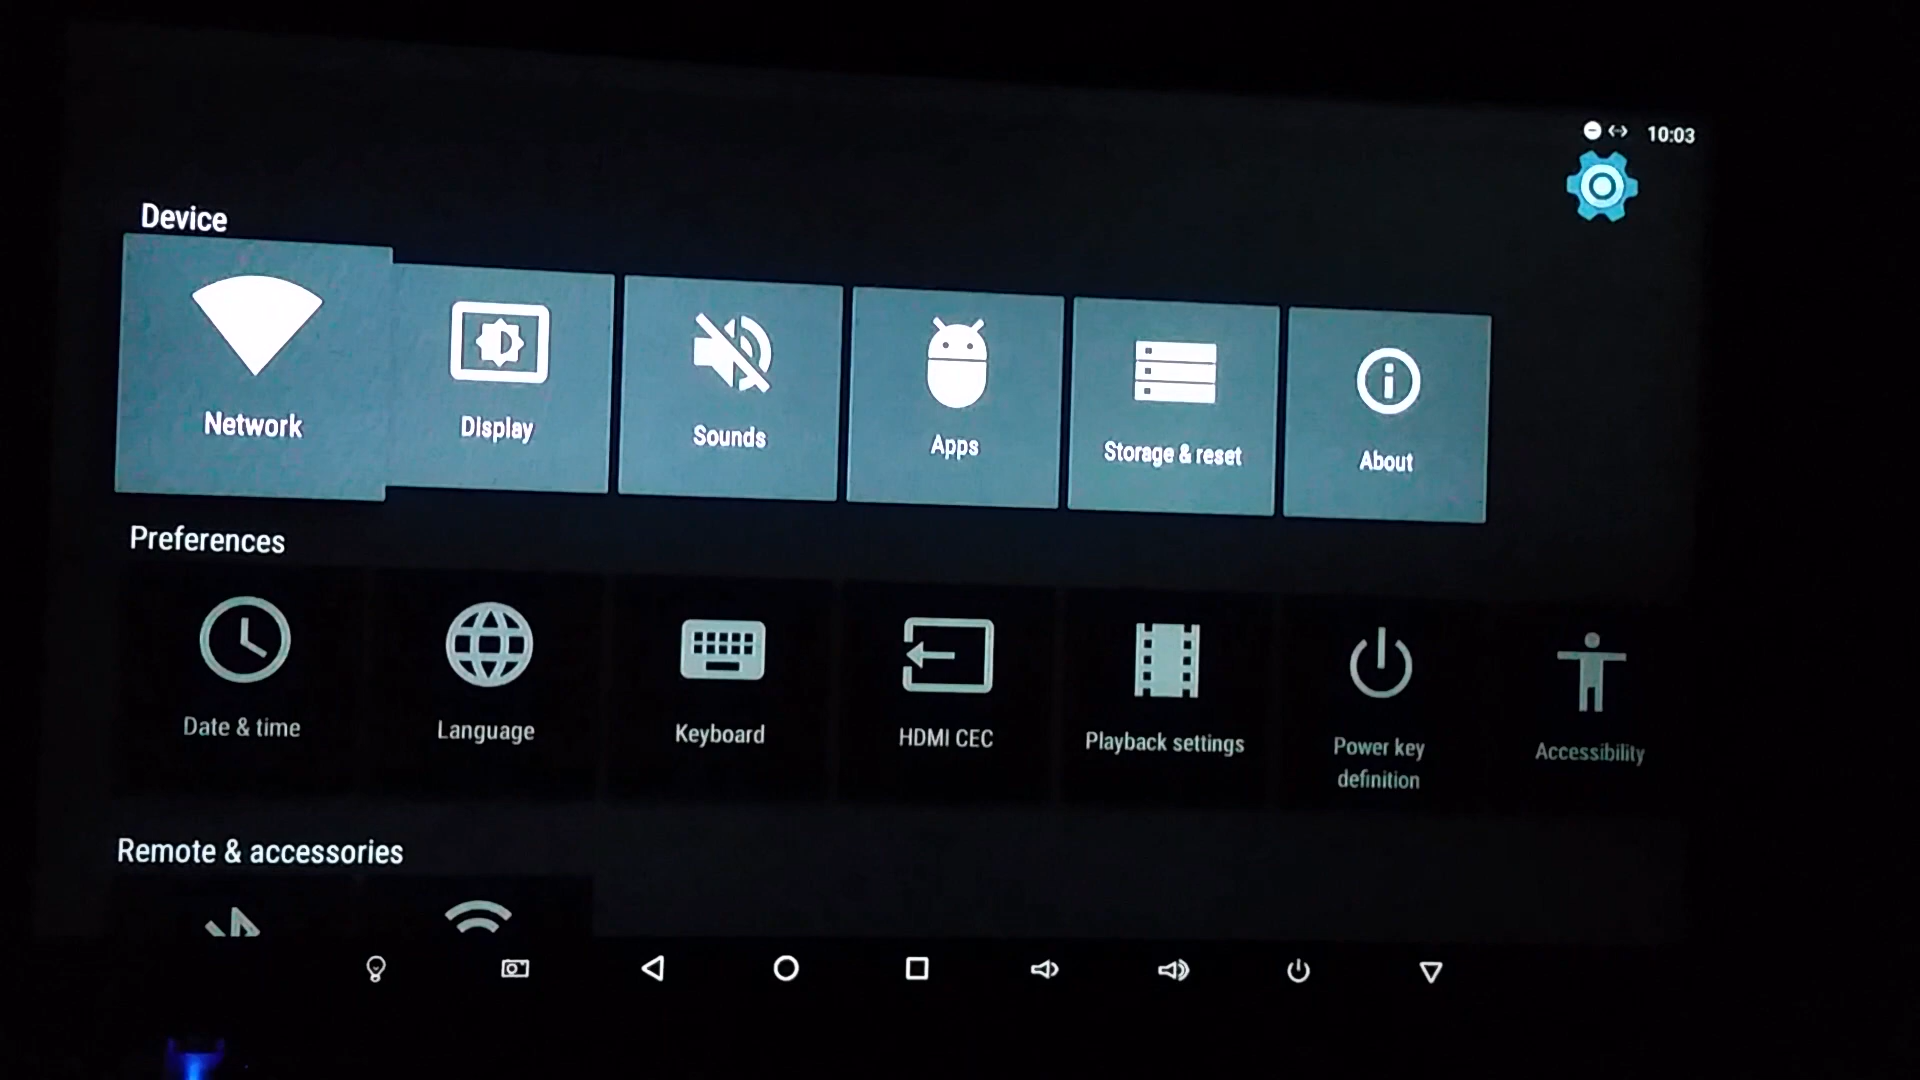 10:03
Device
Network
Display
Sounds
Apps
Storage & reset
About
Preferences
Date & time
Language
Keyboard
HDMI CEC
Playback settings
Power key
definition
Accessibility
Remote & accessories